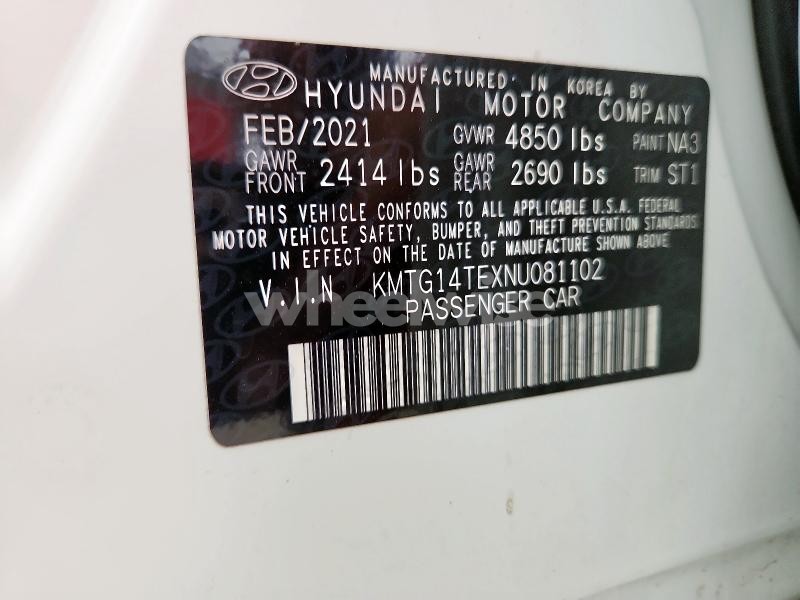 MANUFACTURED IN KOREA BY
HYUNDAI MOTOR COMPANY
FEB/2021 GVWR 4850 lbs PAINT NA3
GAWR FRONT 2414 lbs GAWR REAR 2690 lbs TRIM ST1
THIS VEHICLE CONFORMS TO ALL APPLICABLE U.S.A. FEDERAL
MOTOR VEHICLE SAFETY, BUMPER, AND THEFT PREVENTION STANDARDS
IN EFFECT ON THE DATE OF MANUFACTURE SHOWN ABOVE
V.I.N KMTG14TEXNU081102
PASSENGER CAR